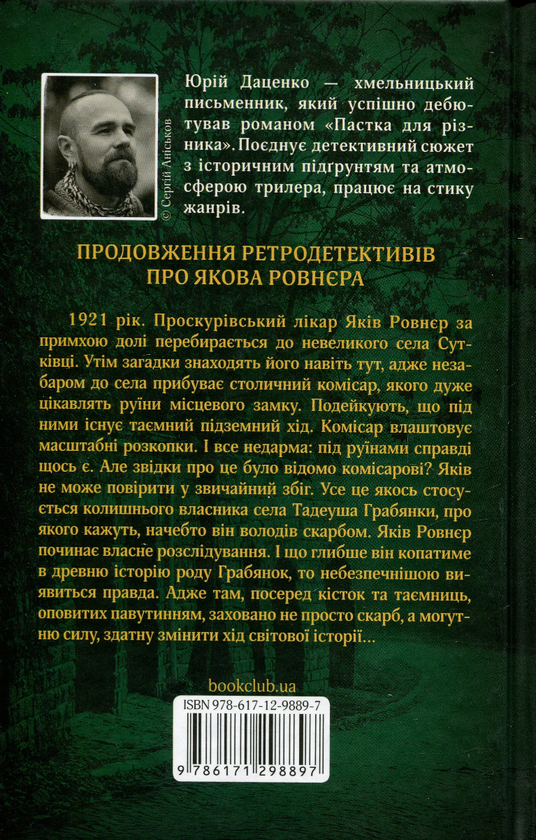 Юрій Даценко — хмельницький
письменник, який успішно дебю-
тував романом «Пастка для різ-
ника». Поєднує детективний сюжет
з історичним підґрунтям та атмо-
сферою трилера, працює на стику
жанрів.
© Сергій Аніськов
ПРОДОВЖЕННЯ РЕТРОДЕТЕКТИВІВ
ПРО ЯКОВА РОВНЄРА
1921 рік. Проскурівський лікар Яків Ровнєр за
примхою долі перебирається до невеликого села Сут-
ківці. Утім загадки знаходять його навіть тут, адже неза-
баром до села прибуває столичний комісар, якого дуже
цікавлять руїни місцевого замку. Подейкують, що під
ними існує таємний підземний хід. Комісар влаштовує
масштабні розкопки. І все недарма: під руїнами справді
щось є. Але звідки про це було відомо комісарові? Яків
не може повірити у звичайний збіг. Усе це якось стосу-
ється колишнього власника села Тадеуша Грабянки, про
якого кажуть, начебто він володів скарбом. Яків Ровнєр
починає власне розслідування. І що глибше він копатиме
в древню історію роду Грабянок, то небезпечнішою ви-
явиться правда. Адже там, посеред кісток та таємниць,
оповитих павутинням, заховано не просто скарб, а могут-
ню силу, здатну змінити хід світової історії...
bookclub.ua
ISBN 978-617-12-9889-7
9 786171 298897